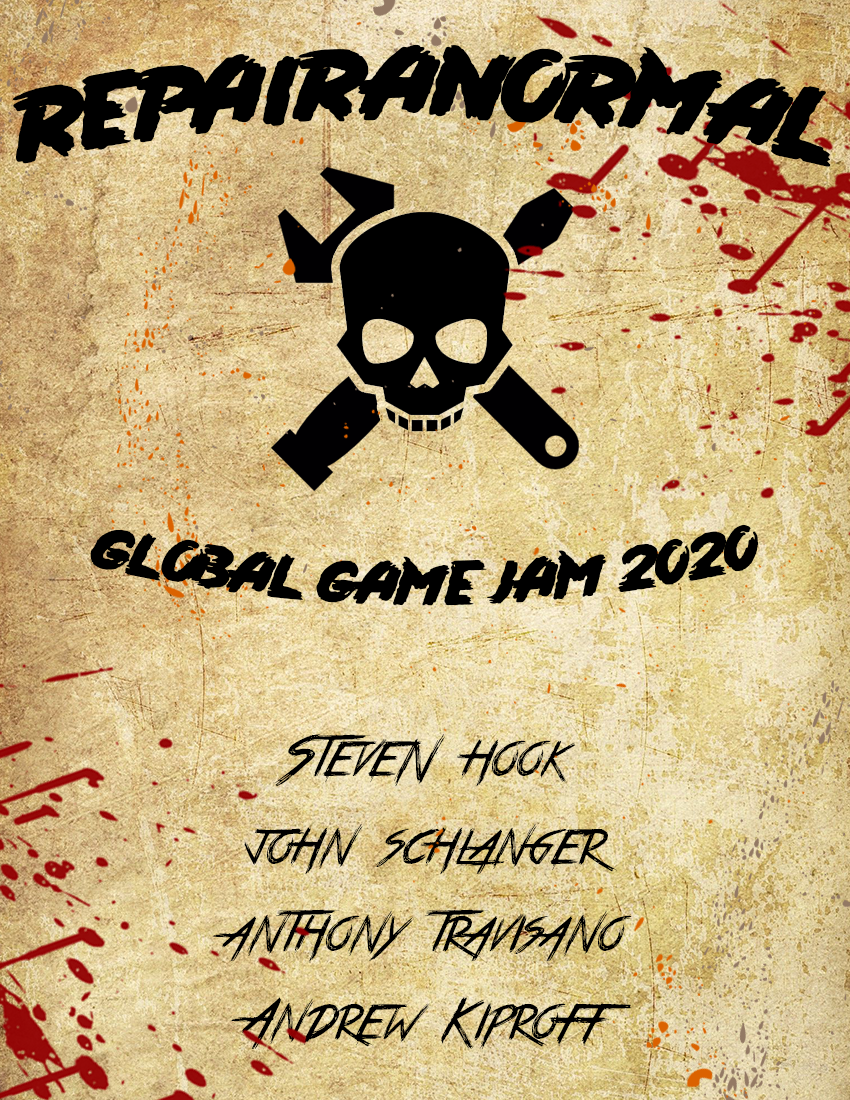 REPAIRANORMAL
GLOBAL GAME JAM 2020
STEVEN HOOK
JOHN SCHLANGER
ANTHONY TRAVISANO
ANDREW KIPROFF